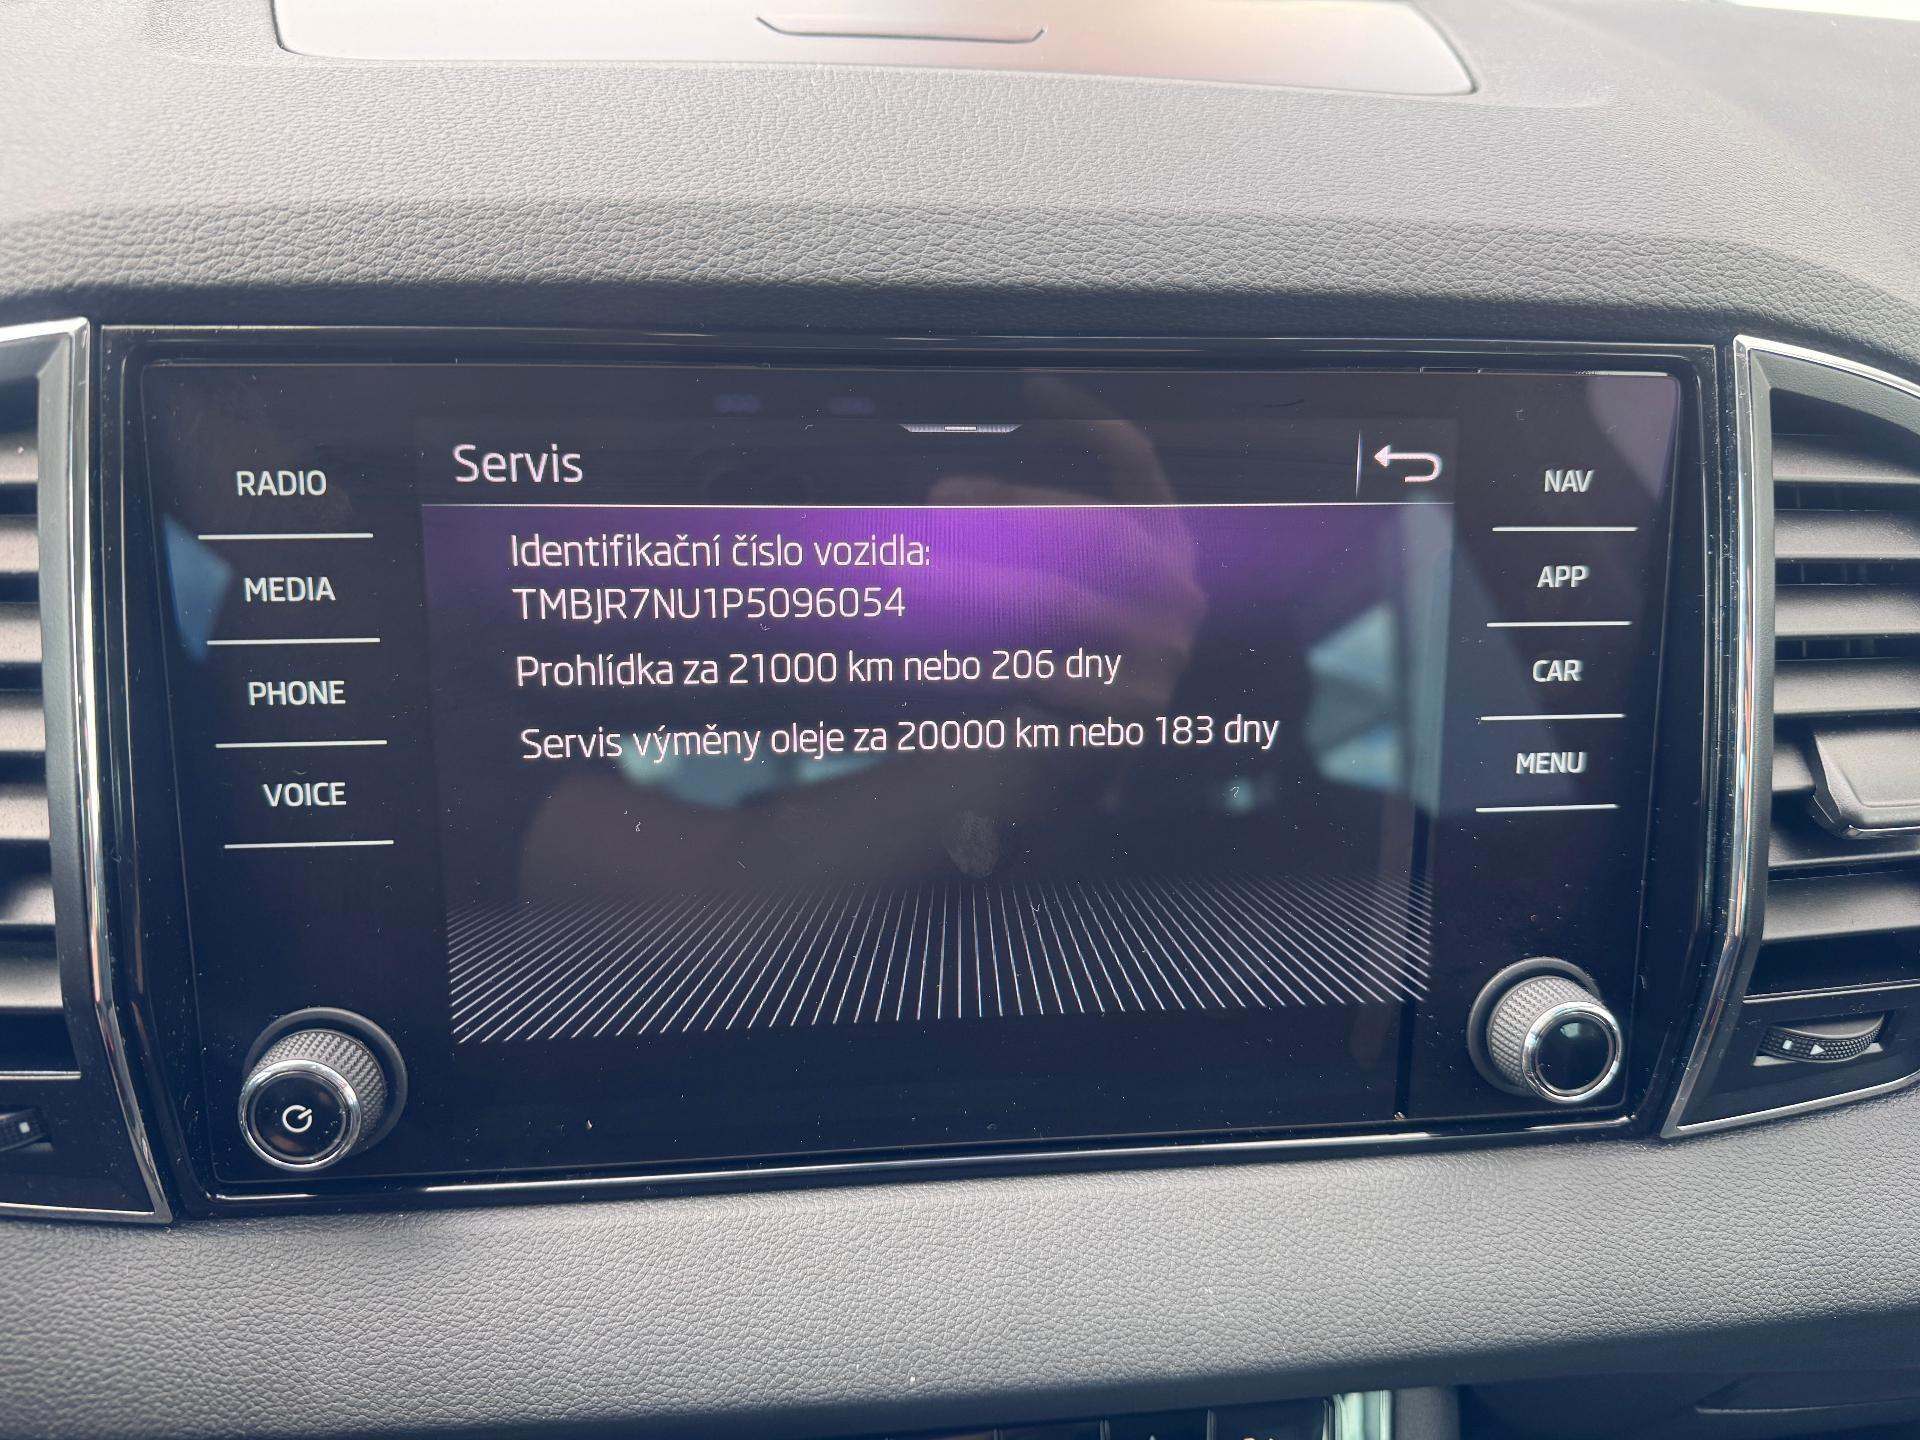 Servis
RADIO
MEDIA
PHONE
VOICE
Identifikační číslo vozidla:
TMBJR7NU1P5096054
Prohlídka za 21000 km nebo 206 dny
Servis výměny oleje za 20000 km nebo 183 dny
NAV
APP
CAR
MENU